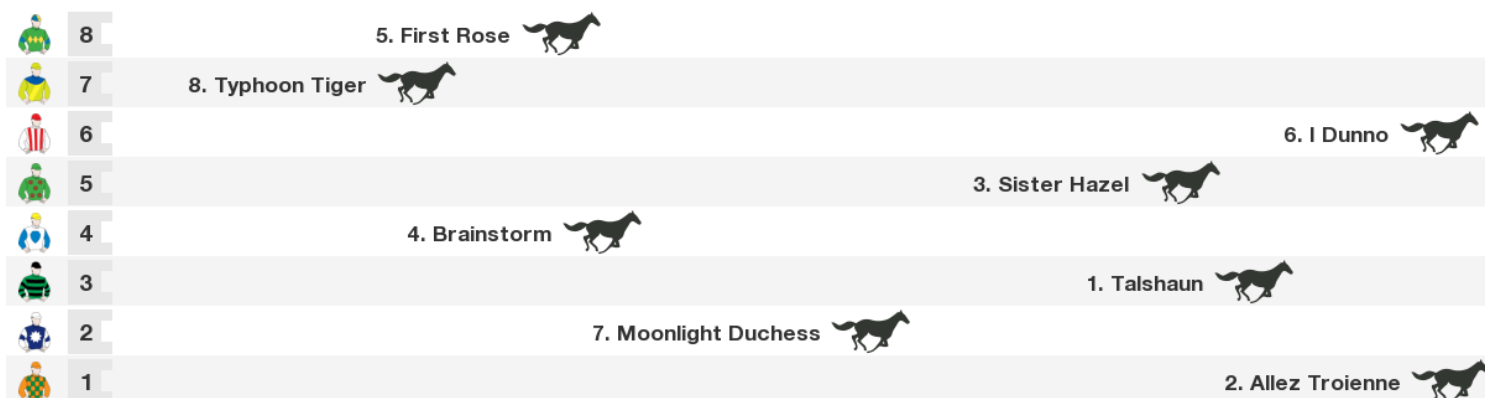 8 5. First Rose
7 8. Typhoon Tiger
6 6. I Dunno
5 3. Sister Hazel
4 4. Brainstorm
3 1. Talshaun
2 7. Moonlight Duchess
1 2. Allez Troienne